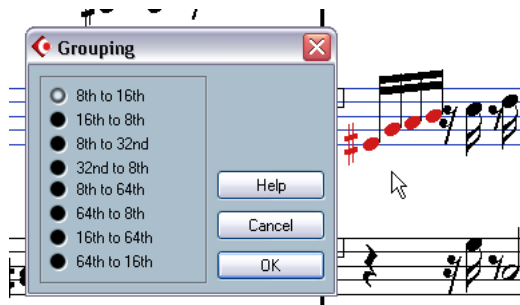 Grouping
8th to 16th
16th to 8th
8th to 32nd
32nd to 8th
8th to 64th
64th to 8th
16th to 64th
64th to 16th
Help
Cancel
OK